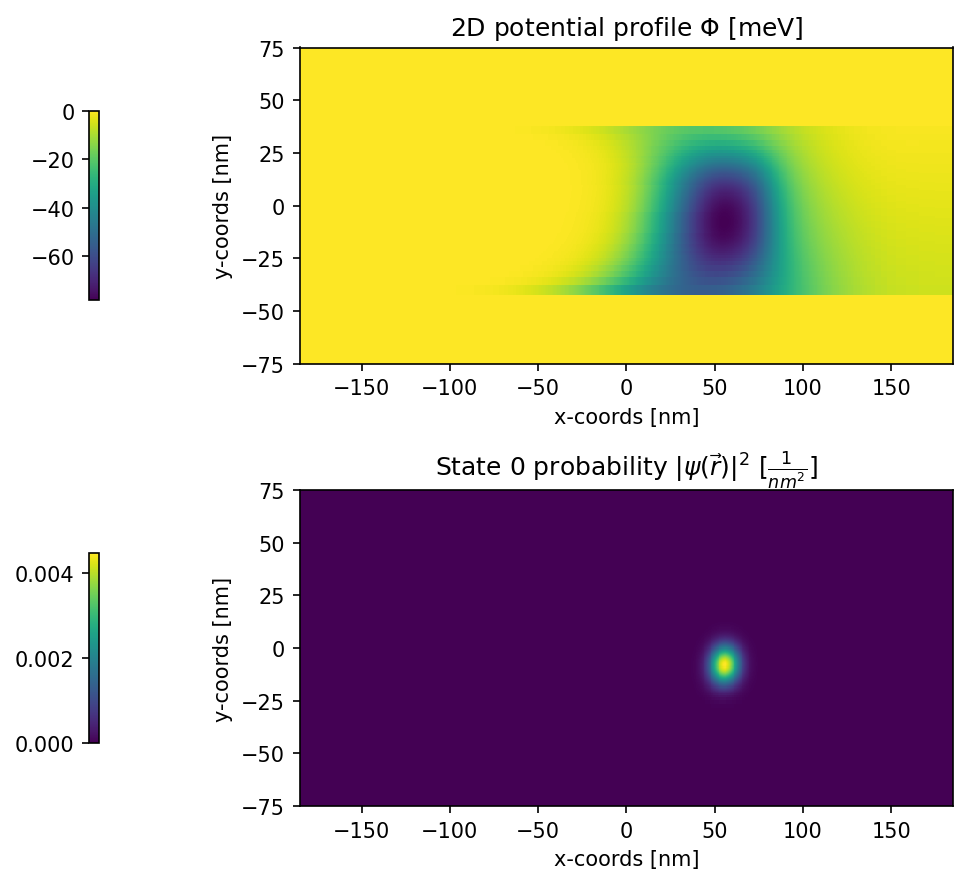 2D potential profile Φ [meV]
75
50
25
0
−25
−50
−75
0
−20
−40
−60
y-coords [nm]
−150 −100 −50 0 50 100 150
x-coords [nm]
State 0 probability |ψ(r⃗)|² [1/nm²]
75
50
25
0
−25
−50
−75
0.004
0.002
0.000
y-coords [nm]
−150 −100 −50 0 50 100 150
x-coords [nm]